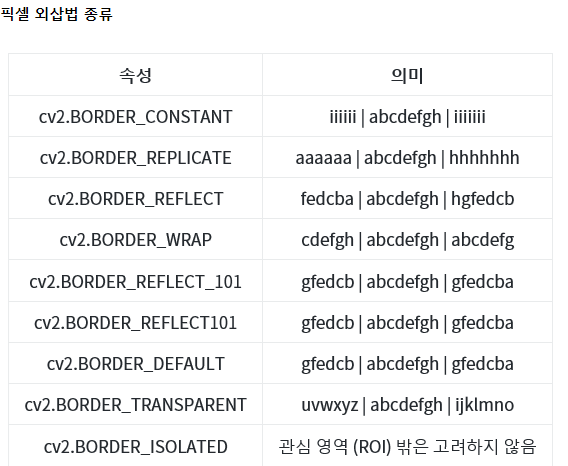 픽셀 외삽법 종류
속성 의미
cv2.BORDER_CONSTANT iiiiii | abcdefgh | iiiiiii
cv2.BORDER_REPLICATE aaaaaa | abcdefgh | hhhhhhh
cv2.BORDER_REFLECT fedcba | abcdefgh | hgfedcb
cv2.BORDER_WRAP cdefgh | abcdefgh | abcdefg
cv2.BORDER_REFLECT_101 gfedcb | abcdefgh | gfedcba
cv2.BORDER_REFLECT101 gfedcb | abcdefgh | gfedcba
cv2.BORDER_DEFAULT gfedcb | abcdefgh | gfedcba
cv2.BORDER_TRANSPARENT uvwxyz | abcdefgh | ijklmno
cv2.BORDER_ISOLATED 관심 영역 (ROI) 밖은 고려하지 않음